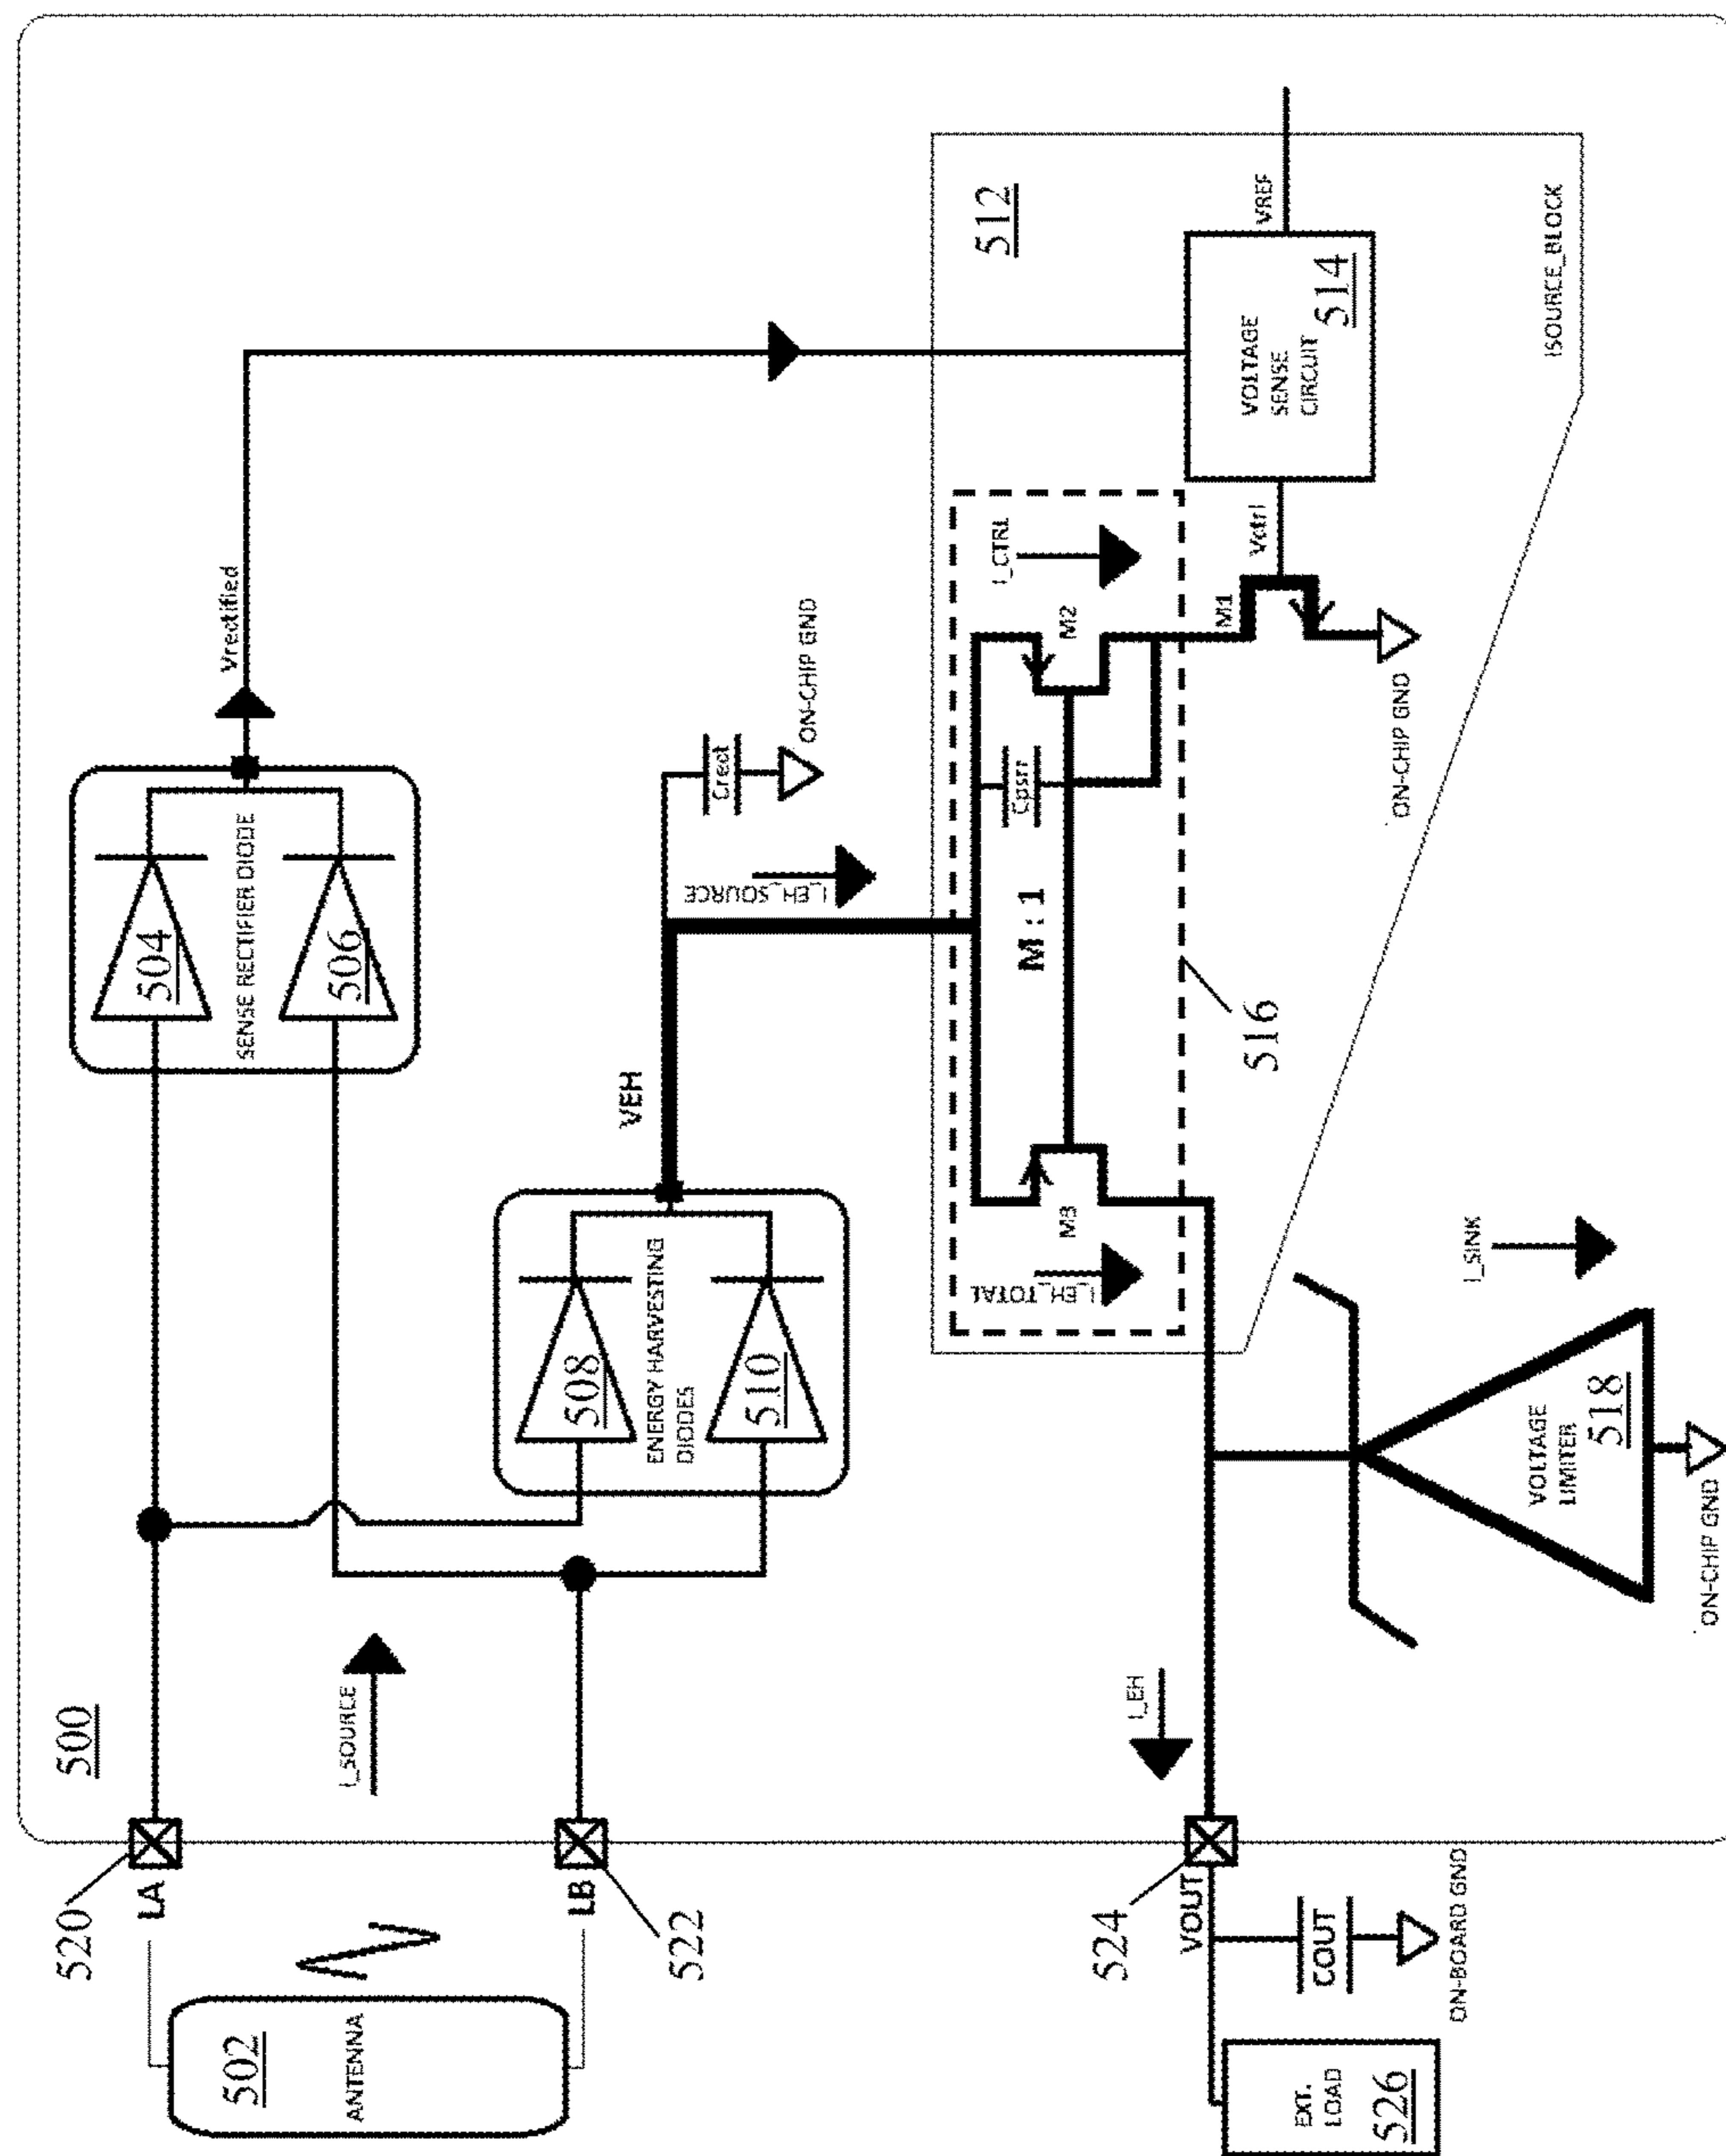 500
502
ANTENNA
LA
520
LB
522
I_SOURCE
504
SENSE RECTIFIER DIODE
506
Vrectified
508
ENERGY HARVESTING
DIODES
510
VEH
I_EH_SOURCE
Crect
ON-CHIP GND
512
I_EH_TOTAL
M3
M : 1
Cpsrr
M2
I_CTRL
516
M1
Vctrl
ON-CHIP GND
VOLTAGE
SENSE
CIRCUIT
514
VREF
ISOURCE_BLOCK
I_EH
524
VOUT
COUT
ON-BOARD GND
EXT.
LOAD
526
VOLTAGE
LIMITER
518
I_SINK
ON-CHIP GND